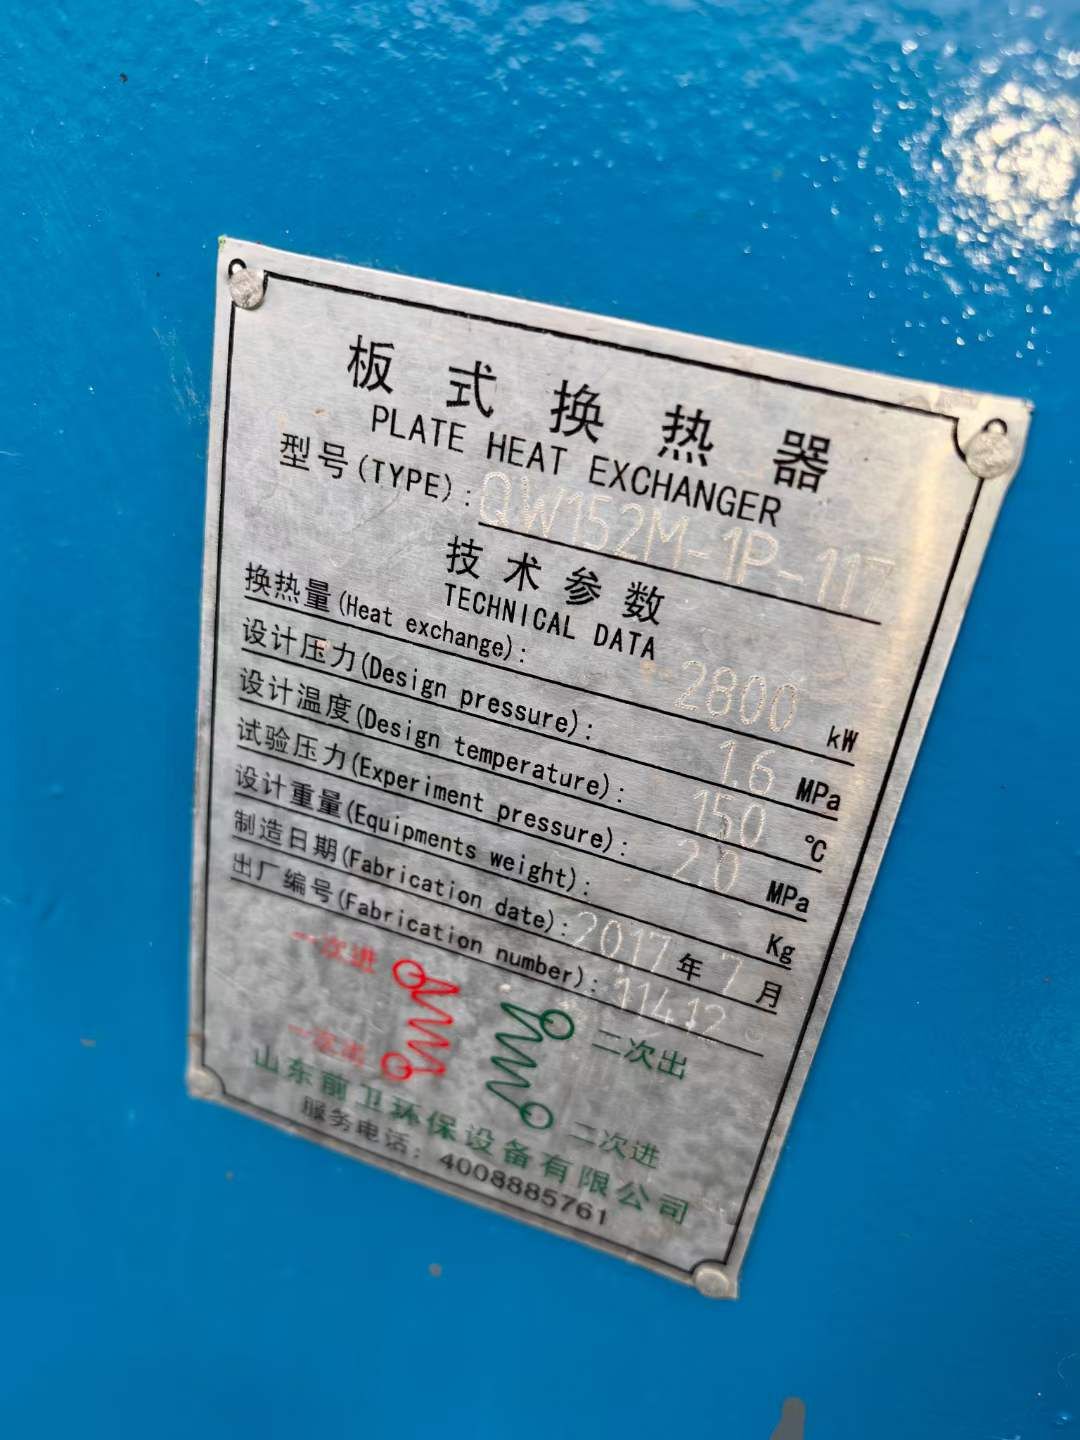 板式换热器
PLATE HEAT EXCHANGER
型号(TYPE): QW152M-1P-117
技术参数
TECHNICAL DATA
换热量(Heat exchange): 2800 kW
设计压力(Design pressure): 1.6 MPa
设计温度(Design temperature): 150 ℃
试验压力(Experiment pressure): 2.0 MPa
设计重量(Equipments weight): Kg
制造日期(Fabrication date): 2017年7月
出厂编号(Fabrication number): 11412
一次进
二次出
一次出
二次进
山东前卫环保设备有限公司
服务电话: 4008885761